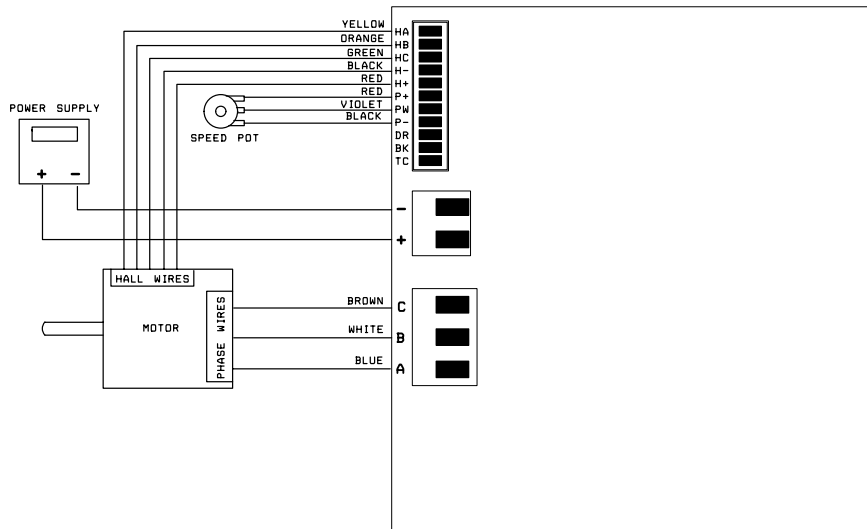 YELLOW HA
ORANGE HB
GREEN HC
BLACK H-
RED H+
RED P+
VIOLET PW
BLACK P-
DR
BK
TC
SPEED POT
POWER SUPPLY
+ -
-
+
HALL WIRES
MOTOR
PHASE WIRES
BROWN C
WHITE B
BLUE A